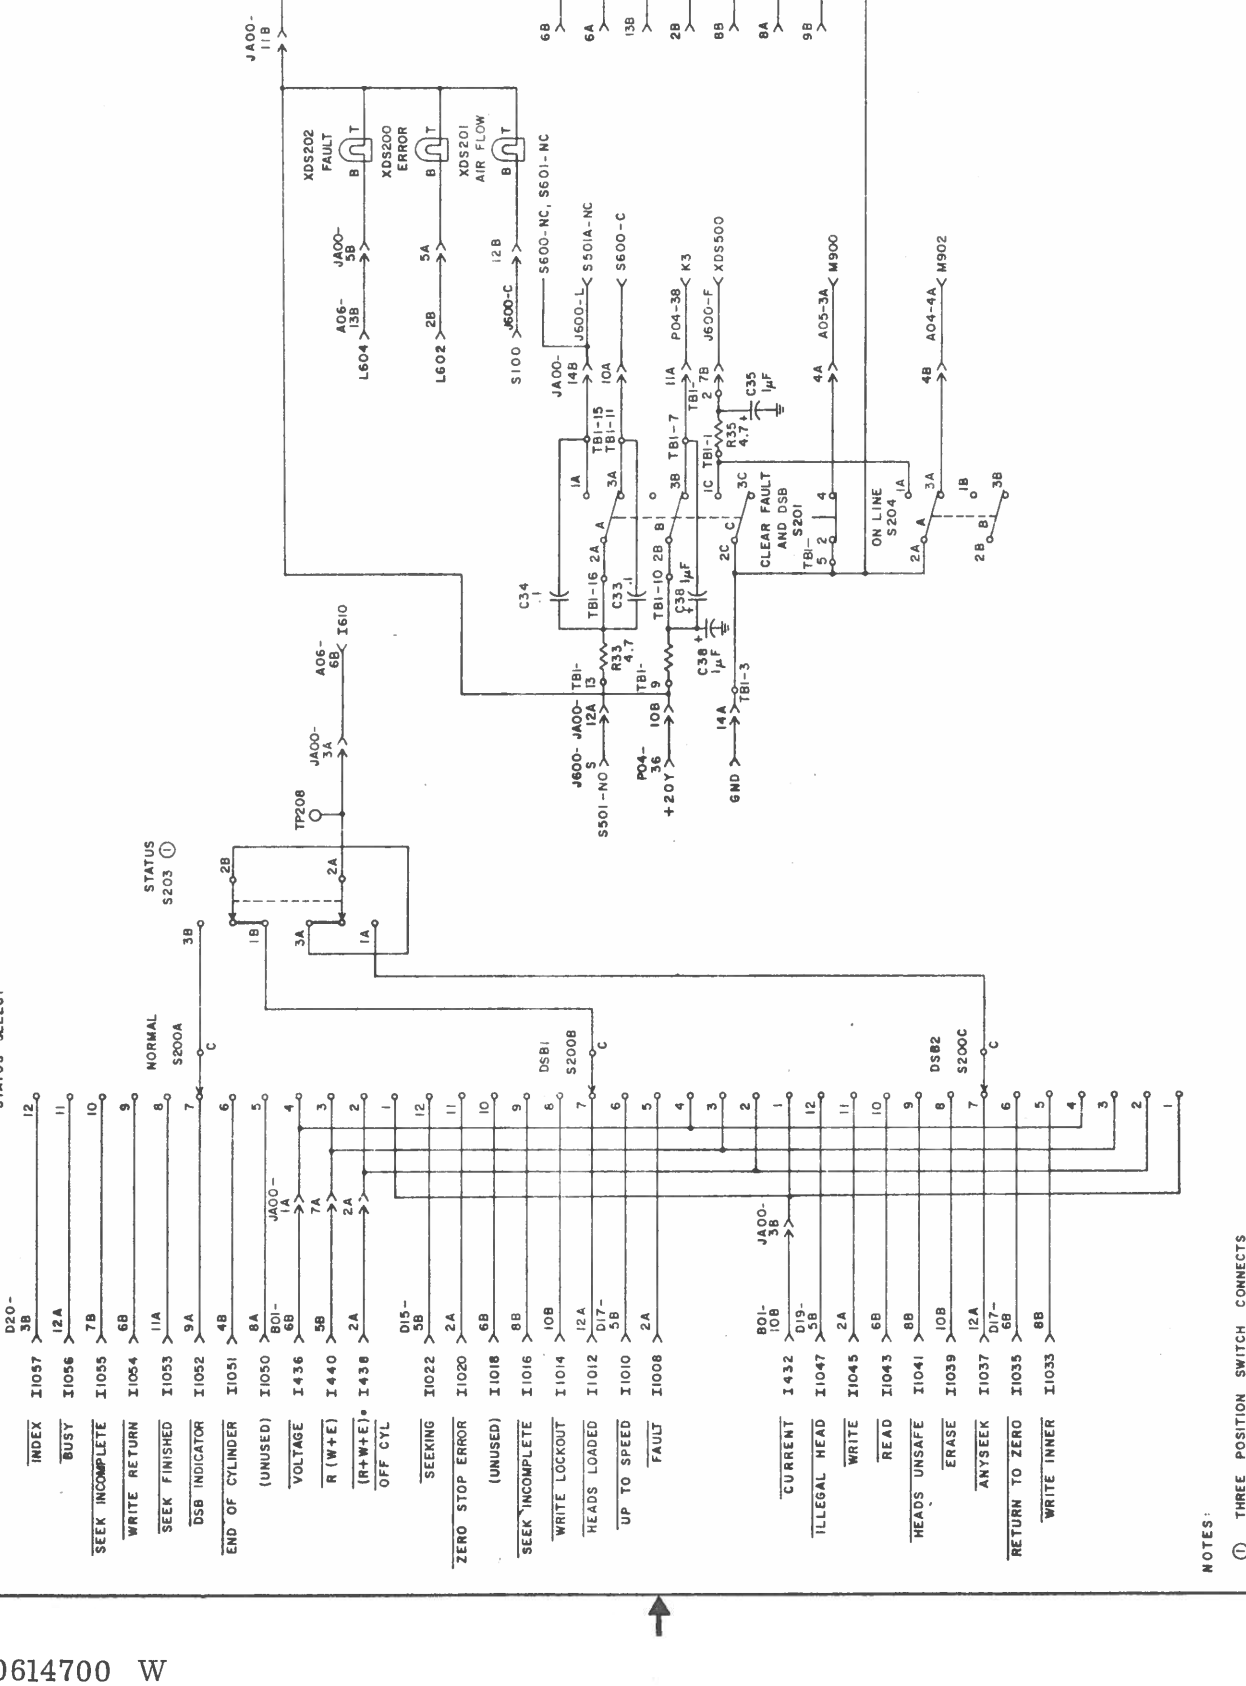 JA00-
11B
6B
6A
13B
2B
8B
8A
9B
XDS202
FAULT
B T
XDS200
ERROR
B T
XDS201
AIR FLOW
B T
L604
A06-
13B
JA00-
5B
L602
2B
5A
S100
J600-C
12B
S600-NC, S601-NC
JA00-
14B
J600-L
S501A-NC
10A
S600-C
11A
P04-38
K3
7B
J600-F
XDS500
4A
A05-3A
M900
4B
A04-4A
M902
TB1-15
TB1-11
TB1-7
TB1-
2
TB1-1
R35
4.7
C35
1µF
1A
3A
3B
1C
3C
A
B
C
2A
2B
2C
CLEAR FAULT
AND DSB
S201
TB1-
5
2
4
ON LINE
S204
1A
3A
A
2A
1B
3B
B
2B
C34
.1
TB1-16
C33
.1
TB1-10
C38
1µF
C38
1µF
R33
4.7
TB1-
13
TB1-
9
TB1-3
JA00-
12A
10B
14A
J600-
S
S501-NO
P04-
36
+20Y
GND
STATUS
S203 ①
2B
2A
3B
1B
3A
1A
TP208
JA00-
3A
A06-
6B
I610
NORMAL
S200A
C
DSB1
S200B
C
DSB2
S200C
C
D20-
INDEX I1057 3B 12
BUSY I1056 12A 11
SEEK INCOMPLETE I1055 7B 10
WRITE RETURN I1054 6B 9
SEEK FINISHED I1053 11A 8
DSB INDICATOR I1052 9A 7
END OF CYLINDER I1051 4B 6
(UNUSED) I1050 8A 5
B01-
JA00-
VOLTAGE I436 6B 1A 4
R (W+E) I440 5B 7A 3
(R+W+E)• I438 2A 2A 2
OFF CYL
1
D15-
SEEKING I1022 5B 12
ZERO STOP ERROR I1020 2A 11
(UNUSED) I1018 6B 10
SEEK INCOMPLETE I1016 8B 9
WRITE LOCKOUT I1014 10B 8
HEADS LOADED I1012 12A 7
D17-
UP TO SPEED I1010 5B 6
FAULT I1008 2A 5
4
3
2
B01-
JA00-
CURRENT I432 10B 3B 1
D19-
ILLEGAL HEAD I1047 5B 12
WRITE I1045 2A 11
READ I1043 6B 10
HEADS UNSAFE I1041 8B 9
ERASE I1039 10B 8
ANYSEEK I1037 12A 7
D17-
RETURN TO ZERO I1035 6B 6
WRITE INNER I1033 8B 5
4
3
2
1
NOTES:
① THREE POSITION SWITCH CONNECTS
0614700 W